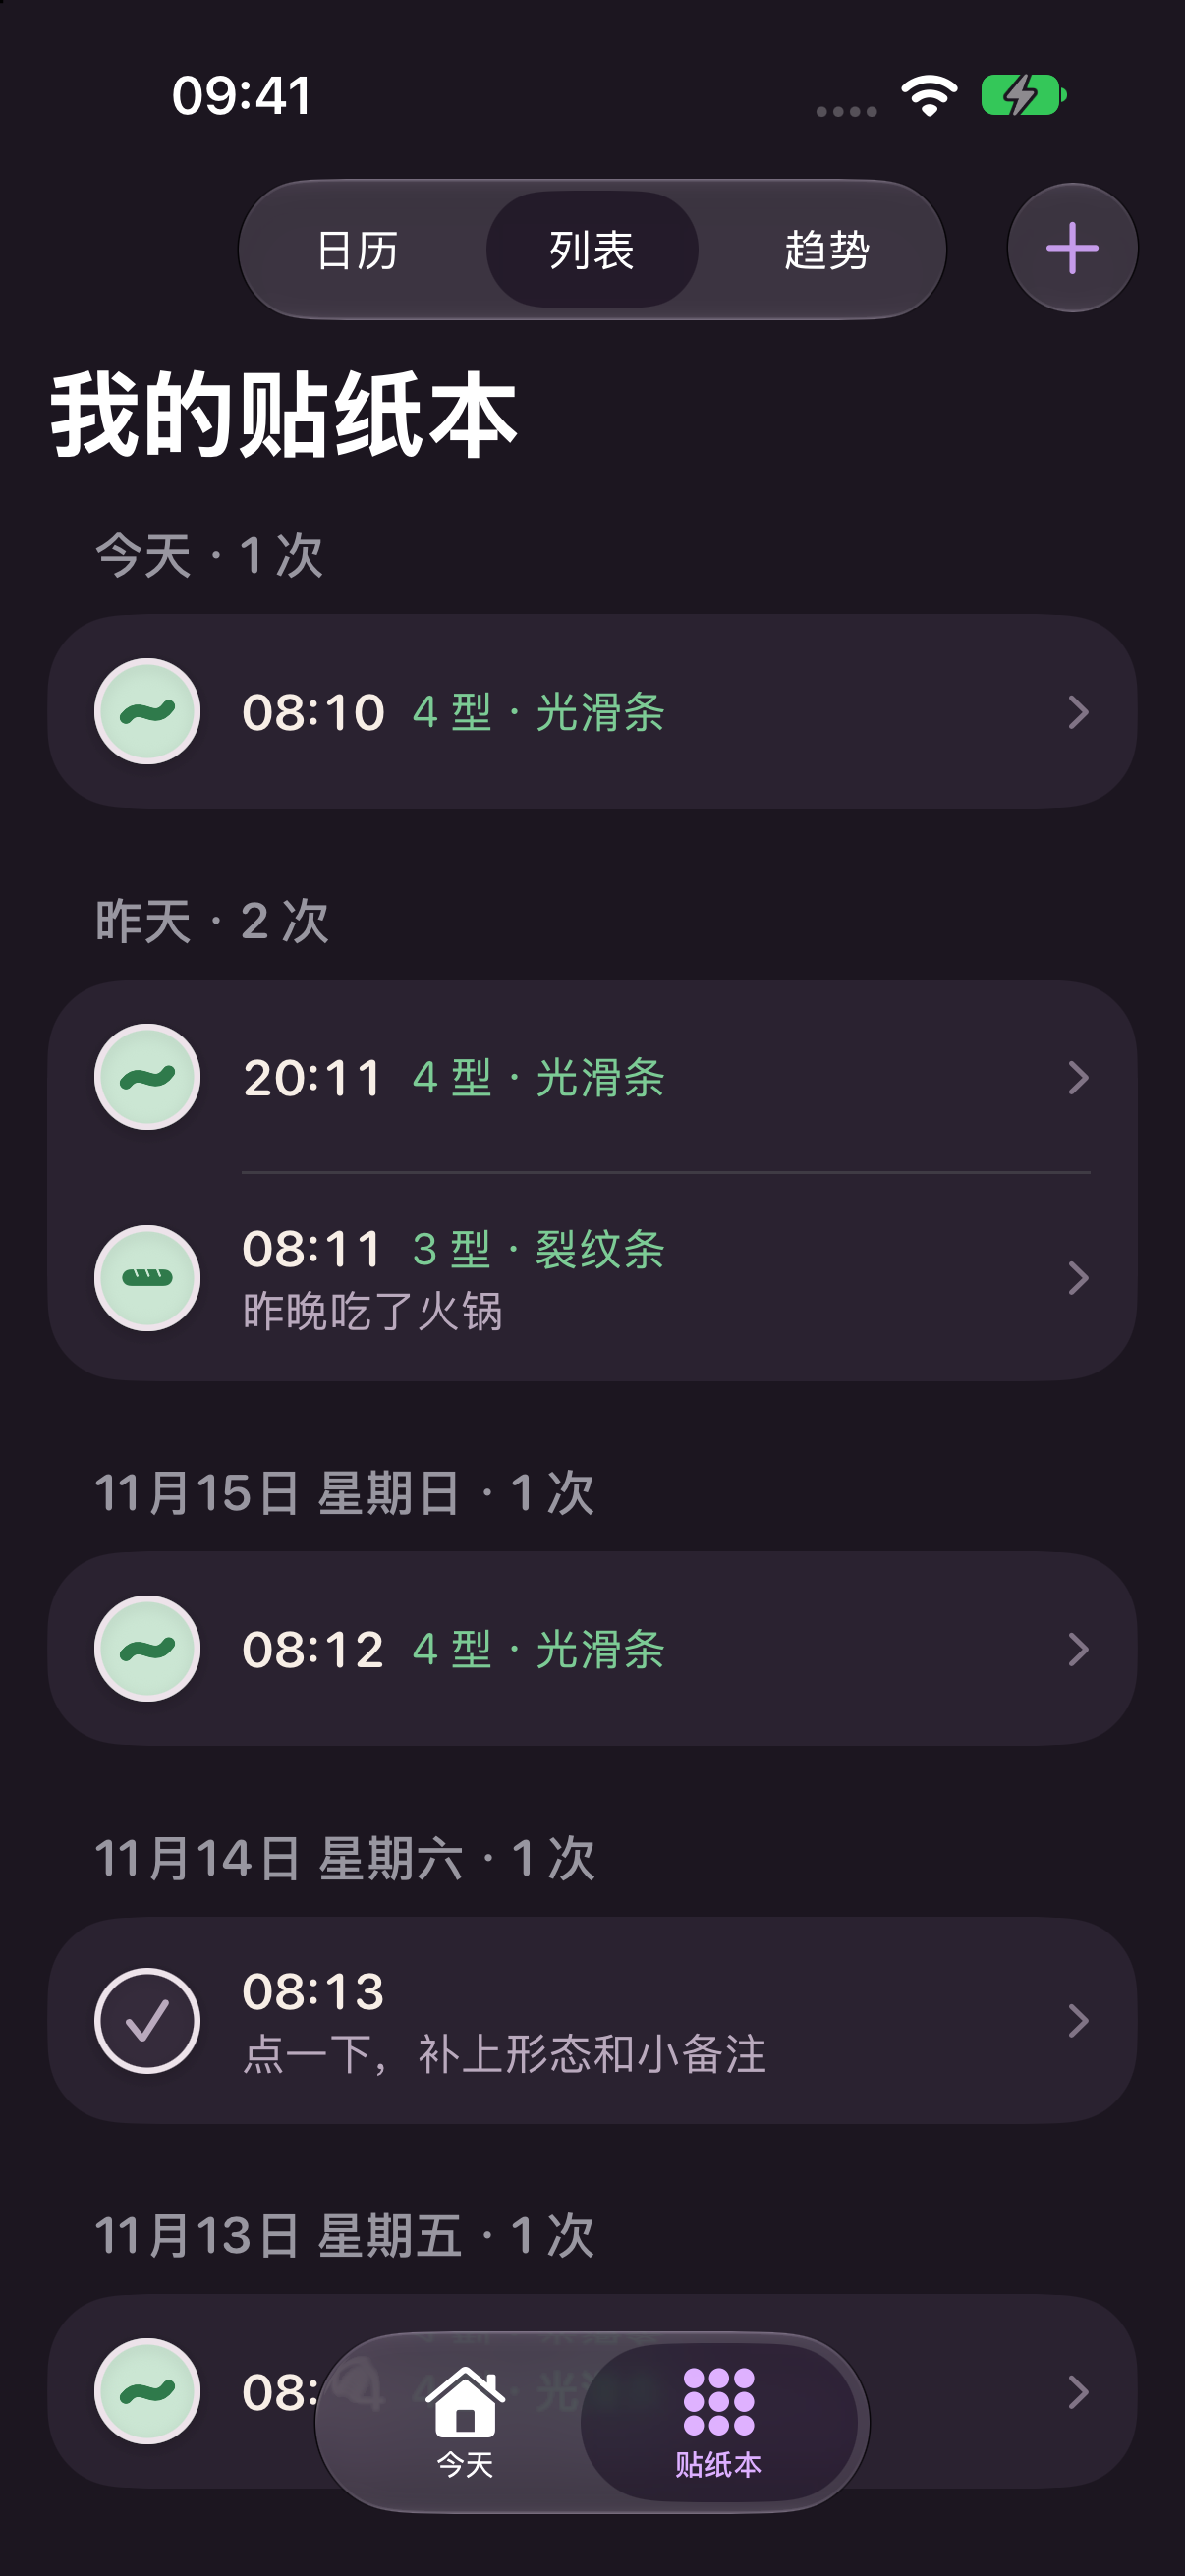 09:41
日历 列表 趋势
我的贴纸本
今天 · 1 次
08:10 4 型 · 光滑条
昨天 · 2 次
20:11 4 型 · 光滑条
08:11 3 型 · 裂纹条
昨晚吃了火锅
11月15日 星期日 · 1 次
08:12 4 型 · 光滑条
11月14日 星期六 · 1 次
08:13
点一下，补上形态和小备注
11月13日 星期五 · 1 次
08:
今天 贴纸本